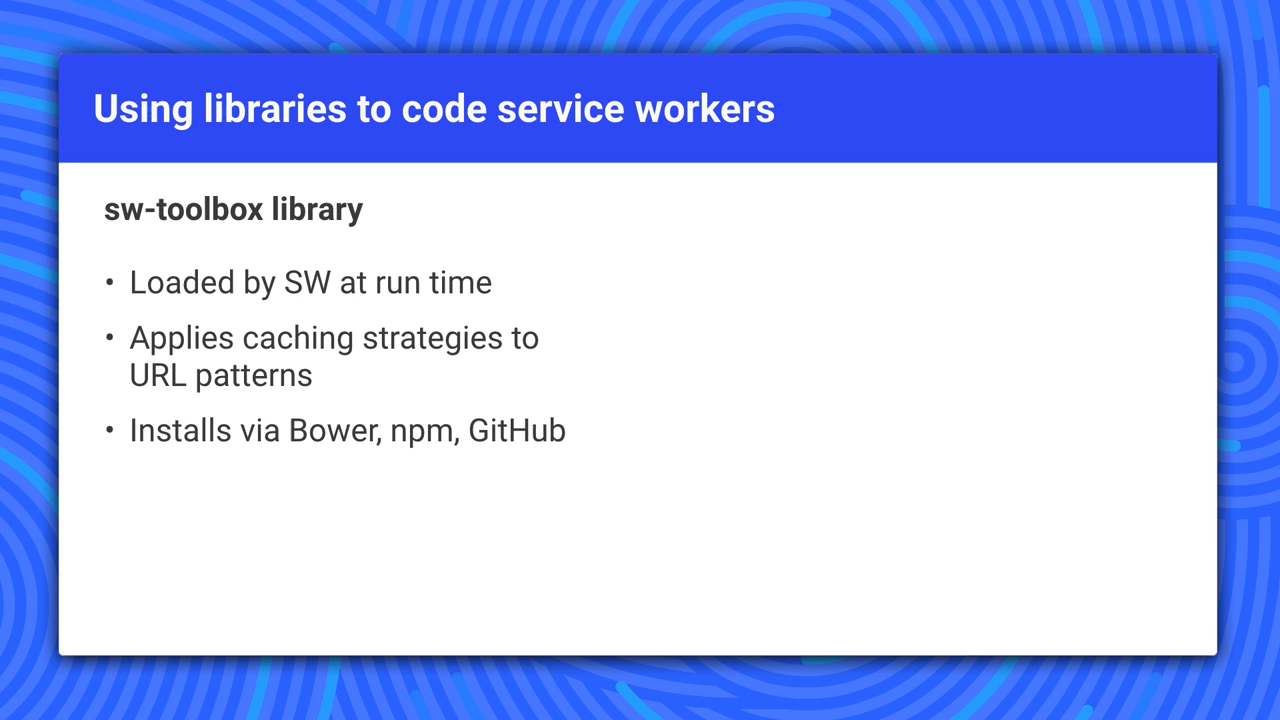 Using libraries to code service workers
sw-toolbox library
• Loaded by SW at run time
• Applies caching strategies to
URL patterns
• Installs via Bower, npm, GitHub